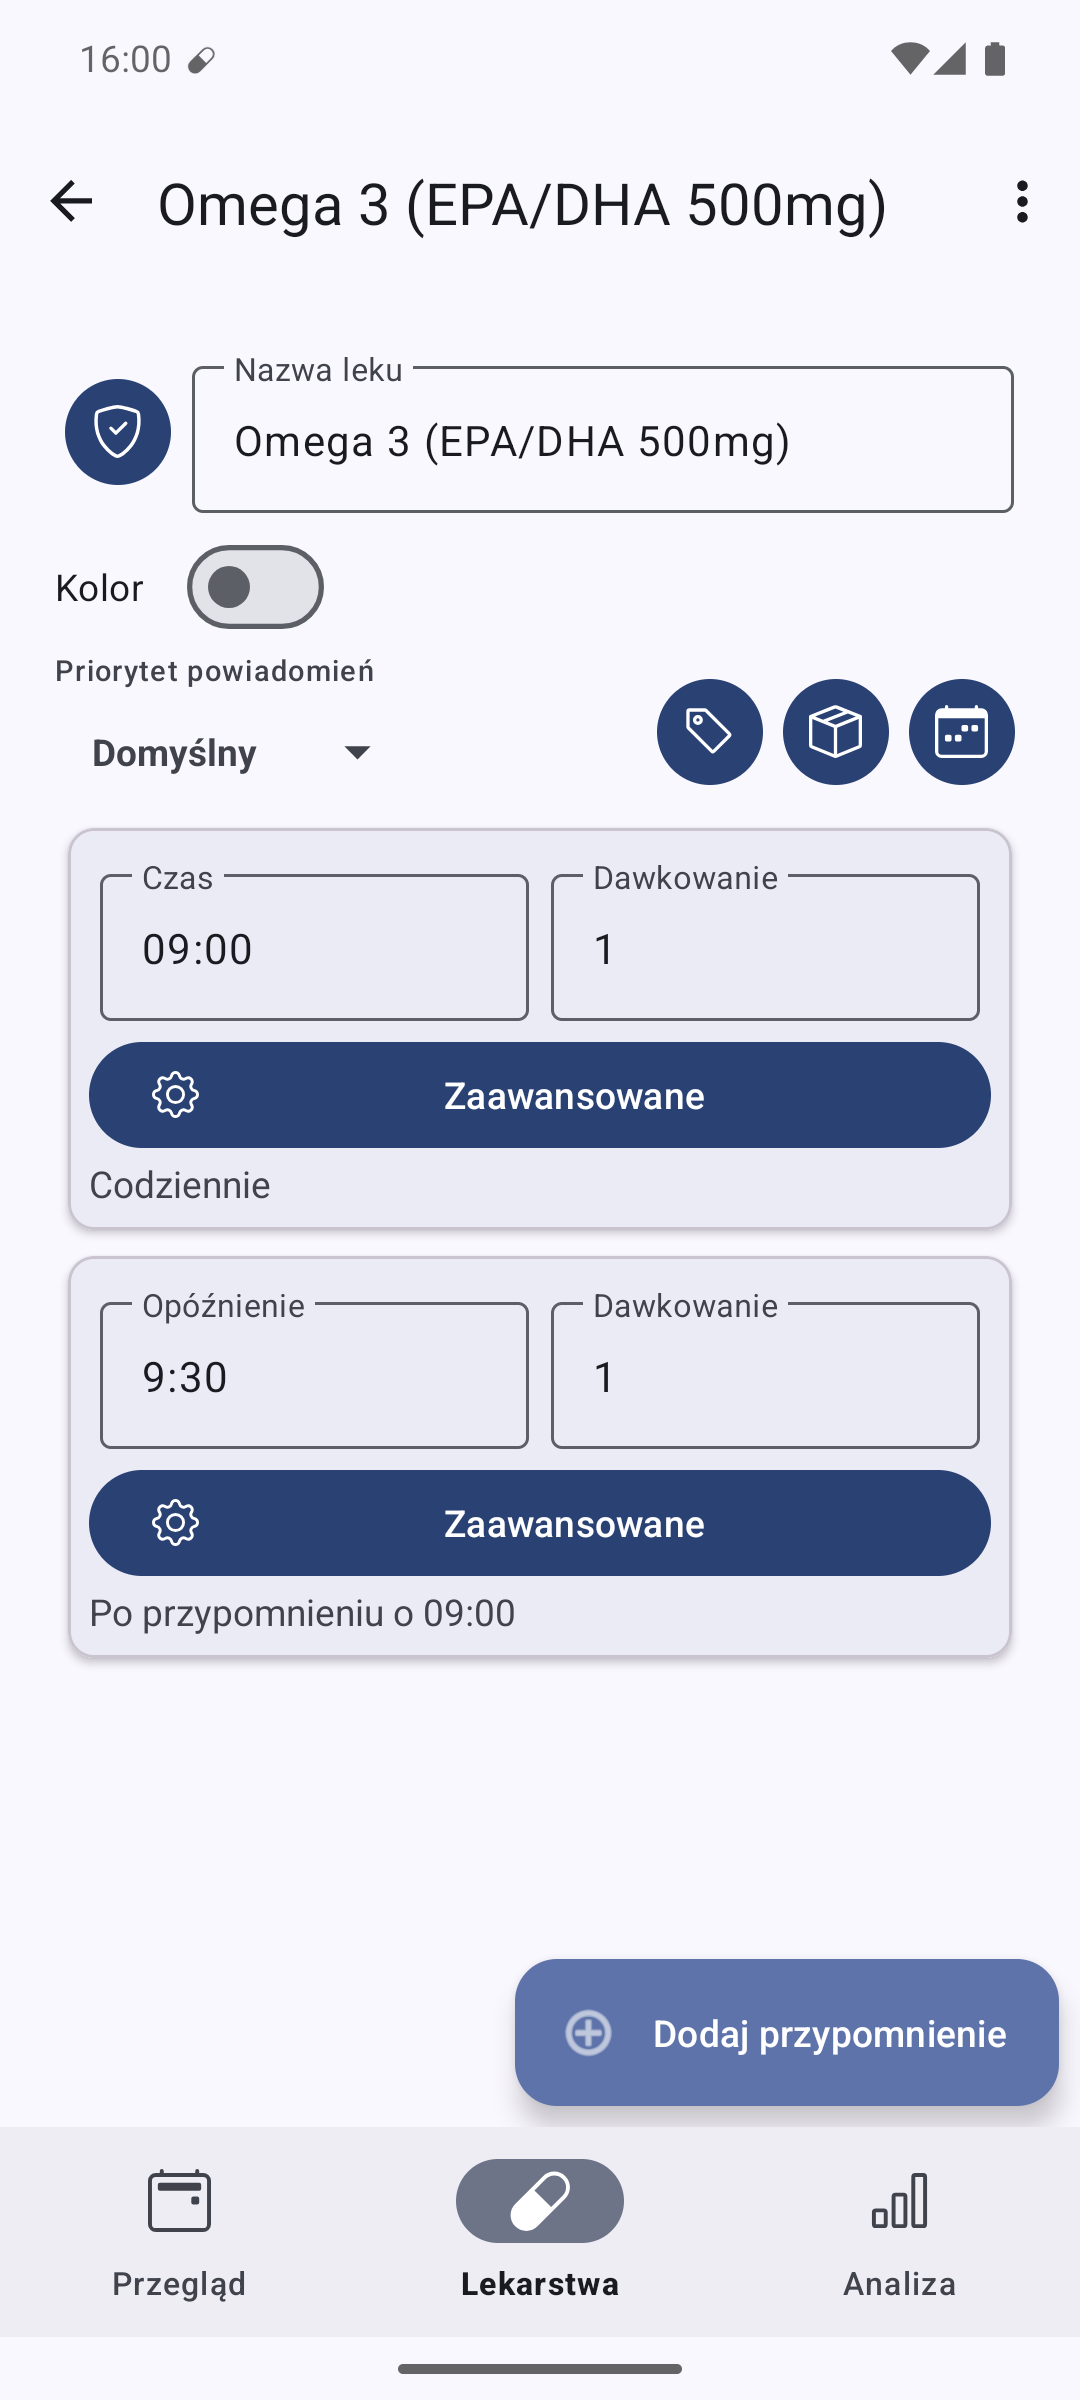 16:00
Omega 3 (EPA/DHA 500mg)
Nazwa leku
Omega 3 (EPA/DHA 500mg)
Kolor
Priorytet powiadomień
Domyślny
Czas
Dawkowanie
09:00
1
Zaawansowane
Codziennie
Opóźnienie
Dawkowanie
9:30
1
Zaawansowane
Po przypomnieniu o 09:00
Dodaj przypomnienie
Przegląd
Lekarstwa
Analiza